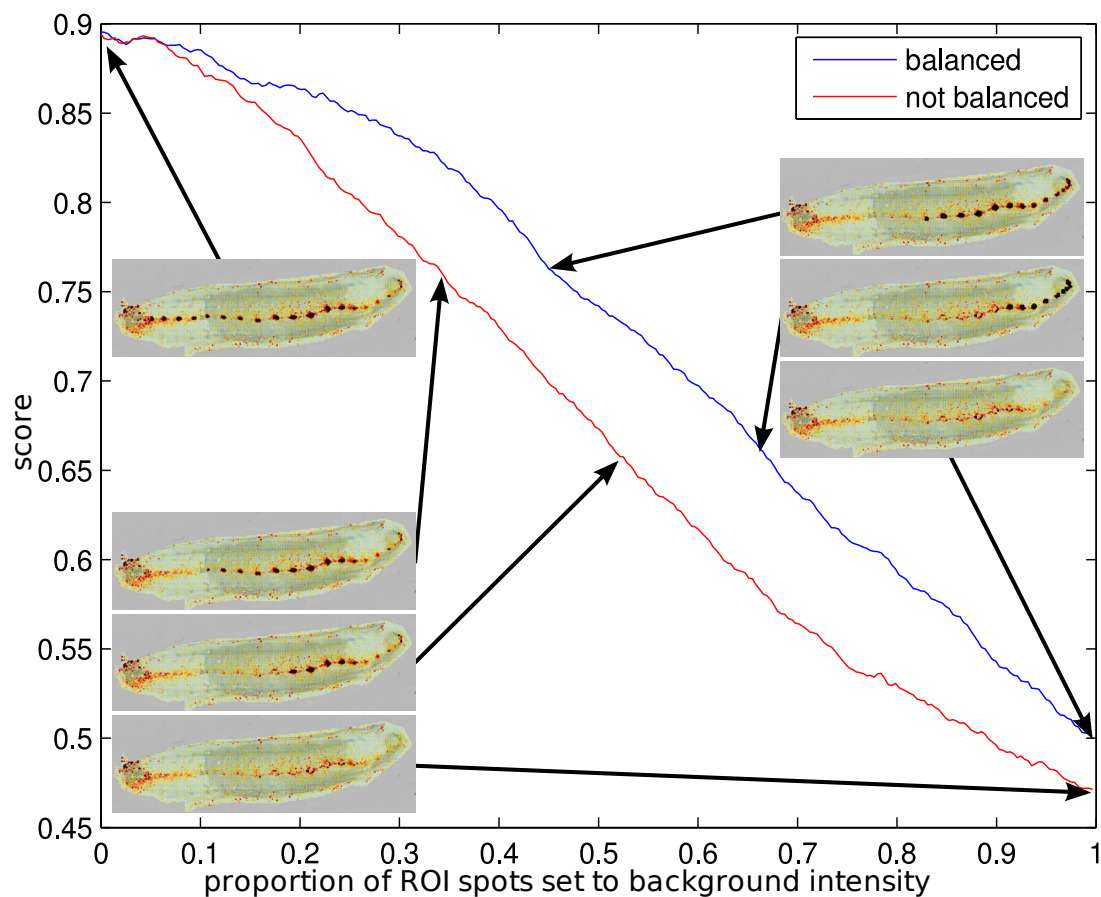 0.9
0.85
0.8
0.75
0.7
0.65
0.6
0.55
0.5
0.45
score
balanced
not balanced
0 0.1 0.2 0.3 0.4 0.5 0.6 0.7 0.8 0.9 1
proportion of ROI spots set to background intensity